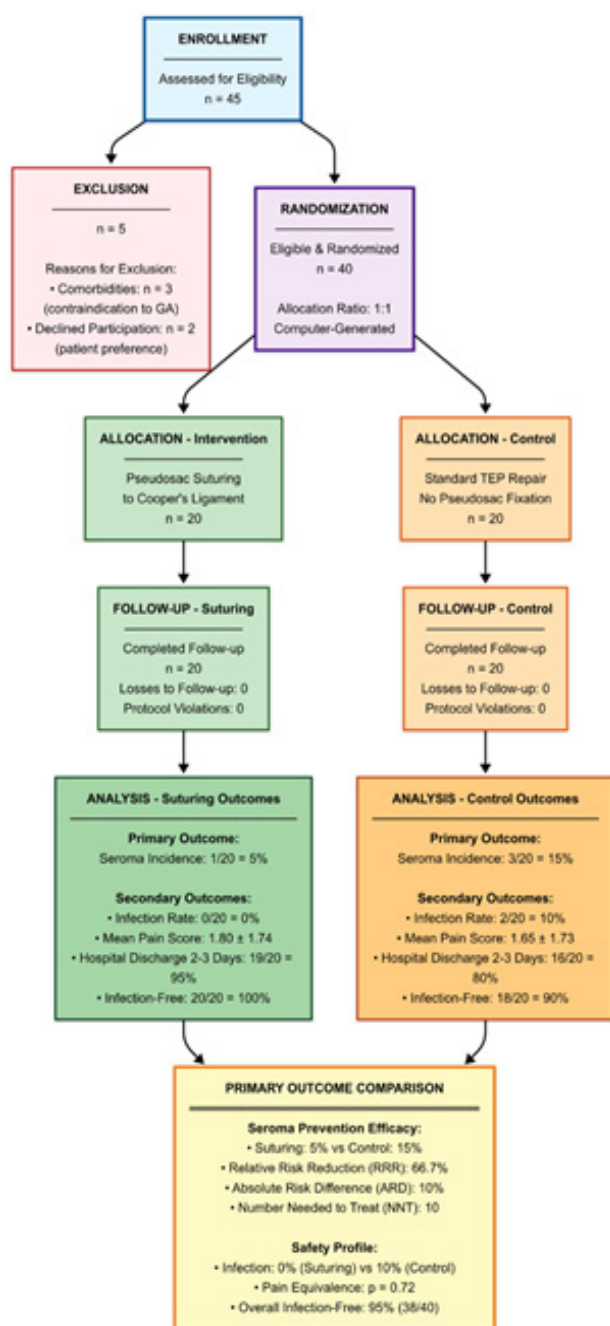 ENROLLMENT
Assessed for Eligibility
n = 45
EXCLUSION
n = 5
Reasons for Exclusion:
• Comorbidities: n = 3
(contraindication to GA)
• Declined Participation: n = 2
(patient preference)
RANDOMIZATION
Eligible & Randomized
n = 40
Allocation Ratio: 1:1
Computer-Generated
ALLOCATION - Intervention
Pseudosac Suturing
to Cooper's Ligament
n = 20
ALLOCATION - Control
Standard TEP Repair
No Pseudosac Fixation
n = 20
FOLLOW-UP - Suturing
Completed Follow-up
n = 20
Losses to Follow-up: 0
Protocol Violations: 0
FOLLOW-UP - Control
Completed Follow-up
n = 20
Losses to Follow-up: 0
Protocol Violations: 0
ANALYSIS - Suturing Outcomes
Primary Outcome:
Seroma Incidence: 1/20 = 5%
Secondary Outcomes:
• Infection Rate: 0/20 = 0%
• Mean Pain Score: 1.80 ± 1.74
• Hospital Discharge 2-3 Days: 19/20 =
95%
• Infection-Free: 20/20 = 100%
ANALYSIS - Control Outcomes
Primary Outcome:
Seroma Incidence: 3/20 = 15%
Secondary Outcomes:
• Infection Rate: 2/20 = 10%
• Mean Pain Score: 1.65 ± 1.73
• Hospital Discharge 2-3 Days: 16/20 =
80%
• Infection-Free: 18/20 = 90%
PRIMARY OUTCOME COMPARISON
Seroma Prevention Efficacy:
• Suturing: 5% vs Control: 15%
• Relative Risk Reduction (RRR): 66.7%
• Absolute Risk Difference (ARD): 10%
• Number Needed to Treat (NNT): 10
Safety Profile:
• Infection: 0% (Suturing) vs 10% (Control)
• Pain Equivalence: p = 0.72
• Overall Infection-Free: 95% (38/40)